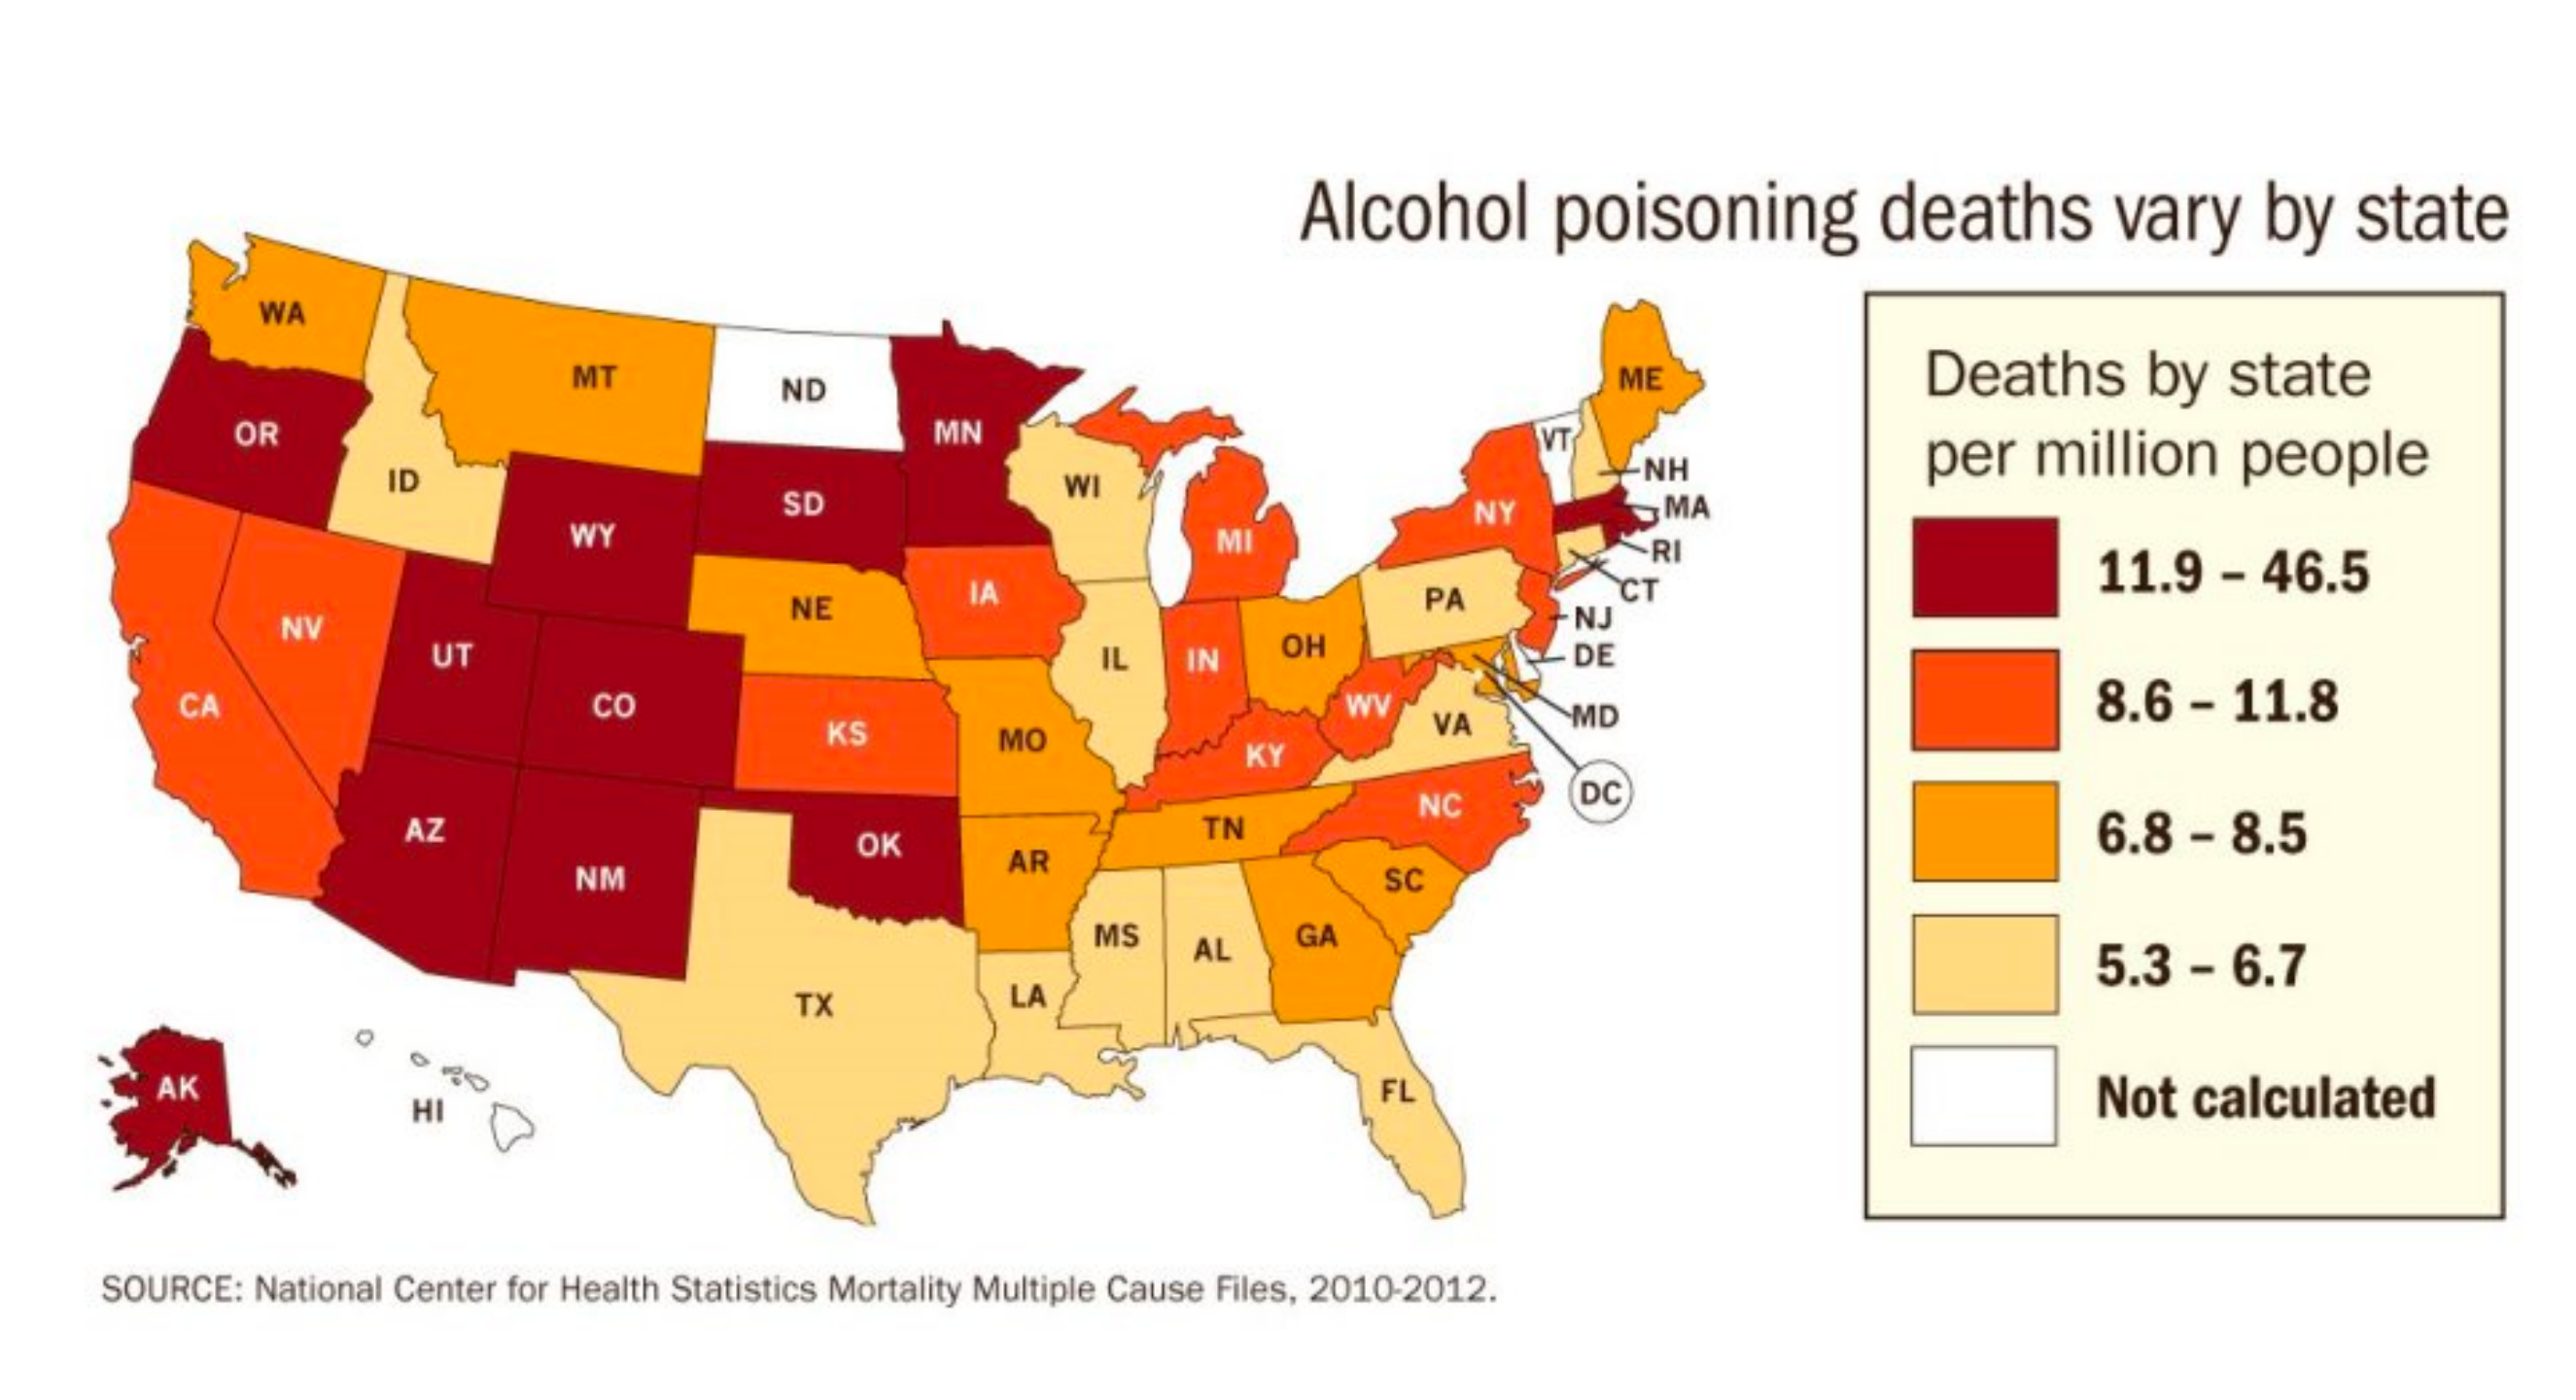 Alcohol poisoning deaths vary by state
WA
MT
ND
MN
ME
OR
ID
WY
SD
WI
MI
NY
VT
NH
MA
RI
CT
NJ
DE
MD
DC
NV
CA
UT
CO
NE
IA
IL
IN
OH
PA
WV
VA
KS
MO
KY
NC
TN
AZ
NM
OK
AR
SC
MS
AL
GA
TX
LA
FL
AK
HI
Deaths by state
per million people
11.9 – 46.5
8.6 – 11.8
6.8 – 8.5
5.3 – 6.7
Not calculated
SOURCE: National Center for Health Statistics Mortality Multiple Cause Files, 2010-2012.